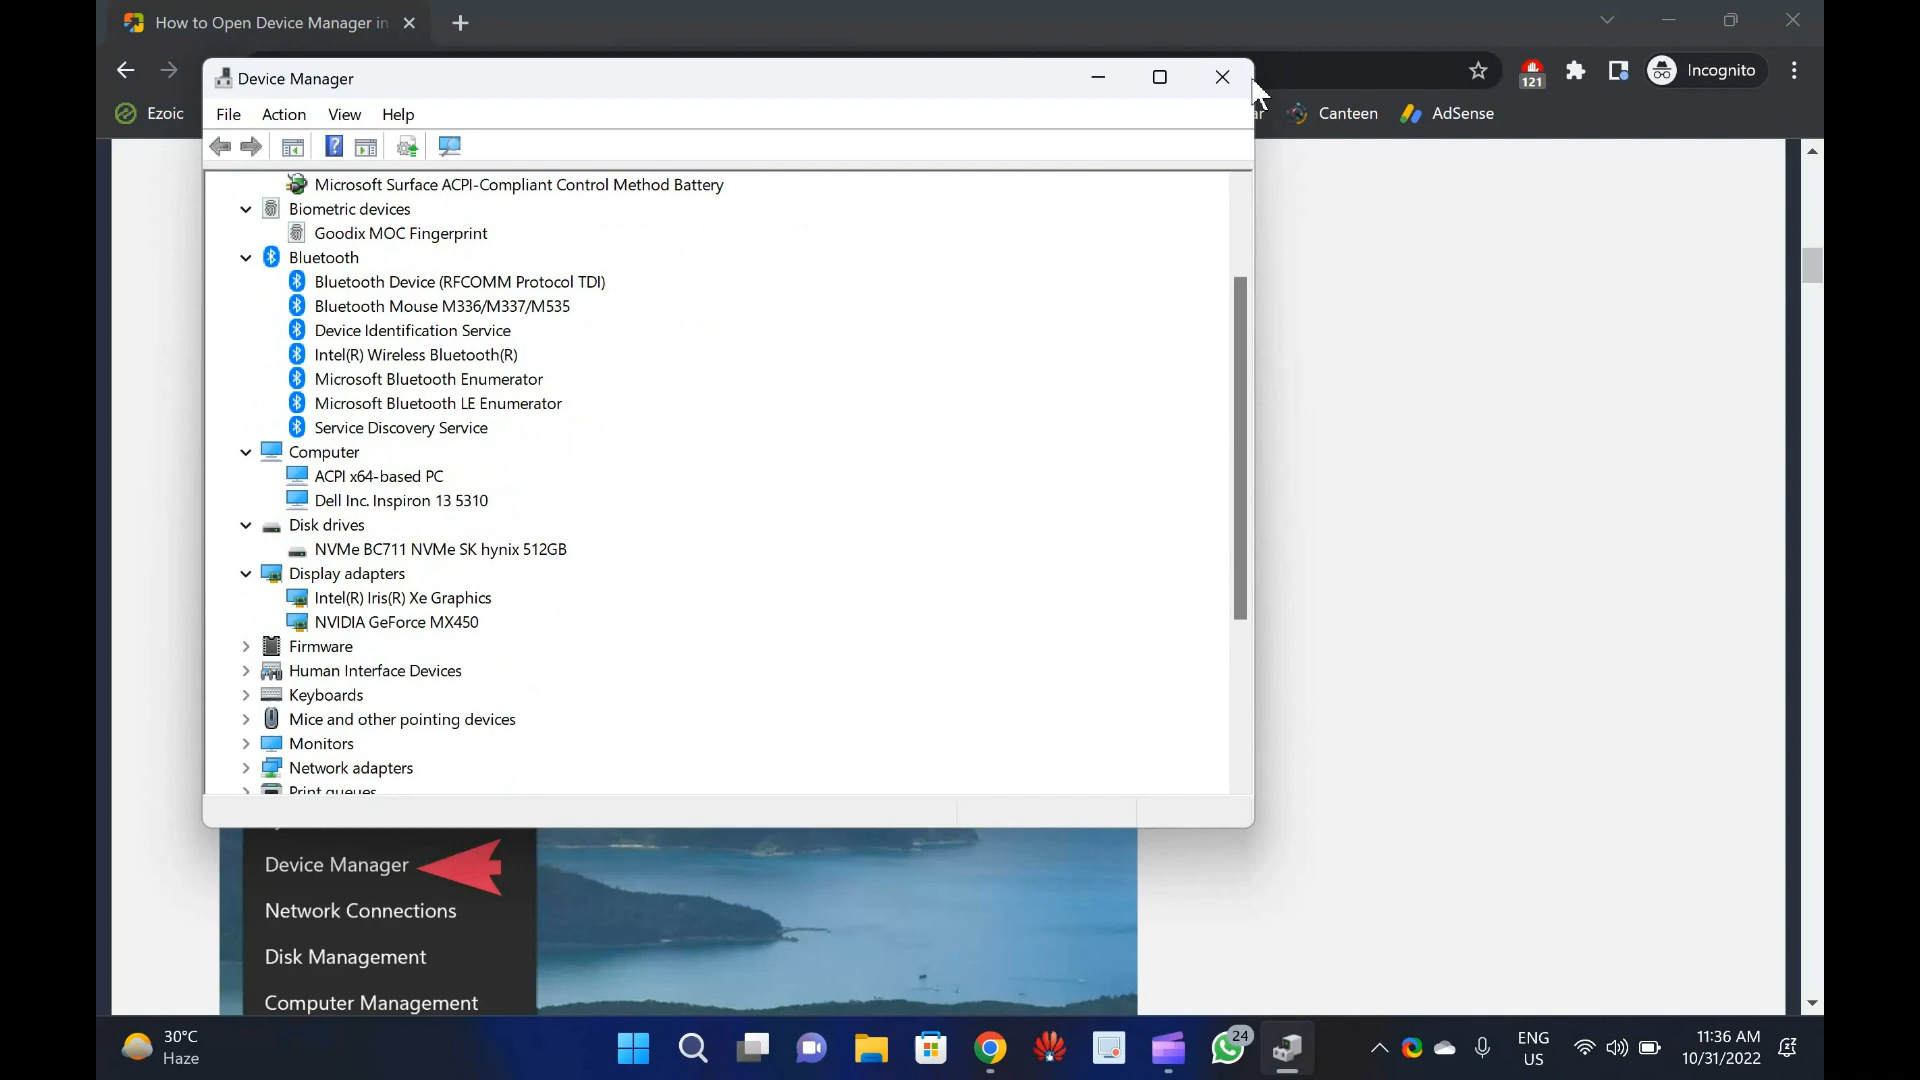 How to Open Device Manager in
Device Manager
121
Incognito
Ezoic
File Action View Help
ar
Canteen
AdSense
Microsoft Surface ACPI-Compliant Control Method Battery
Biometric devices
Goodix MOC Fingerprint
Bluetooth
Bluetooth Device (RFCOMM Protocol TDI)
Bluetooth Mouse M336/M337/M535
Device Identification Service
Intel(R) Wireless Bluetooth(R)
Microsoft Bluetooth Enumerator
Microsoft Bluetooth LE Enumerator
Service Discovery Service
Computer
ACPI x64-based PC
Dell Inc. Inspiron 13 5310
Disk drives
NVMe BC711 NVMe SK hynix 512GB
Display adapters
Intel(R) Iris(R) Xe Graphics
NVIDIA GeForce MX450
Firmware
Human Interface Devices
Keyboards
Mice and other pointing devices
Monitors
Network adapters
Print queues
Device Manager
Network Connections
Disk Management
Computer Management
30°C
Haze
24
ENG
US
11:36 AM
10/31/2022